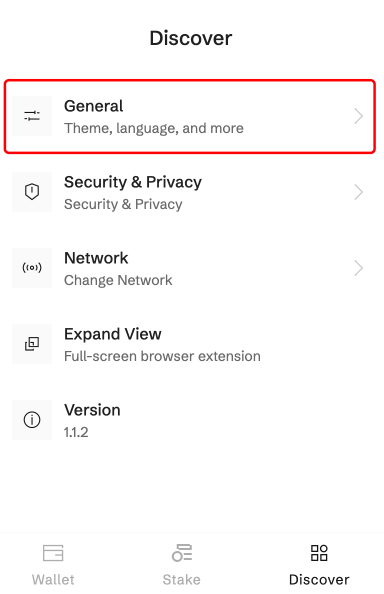 Discover
General
Theme, language, and more
Security & Privacy
Security & Privacy
Network
Change Network
Expand View
Full-screen browser extension
Version
1.1.2
Wallet
Stake
Discover